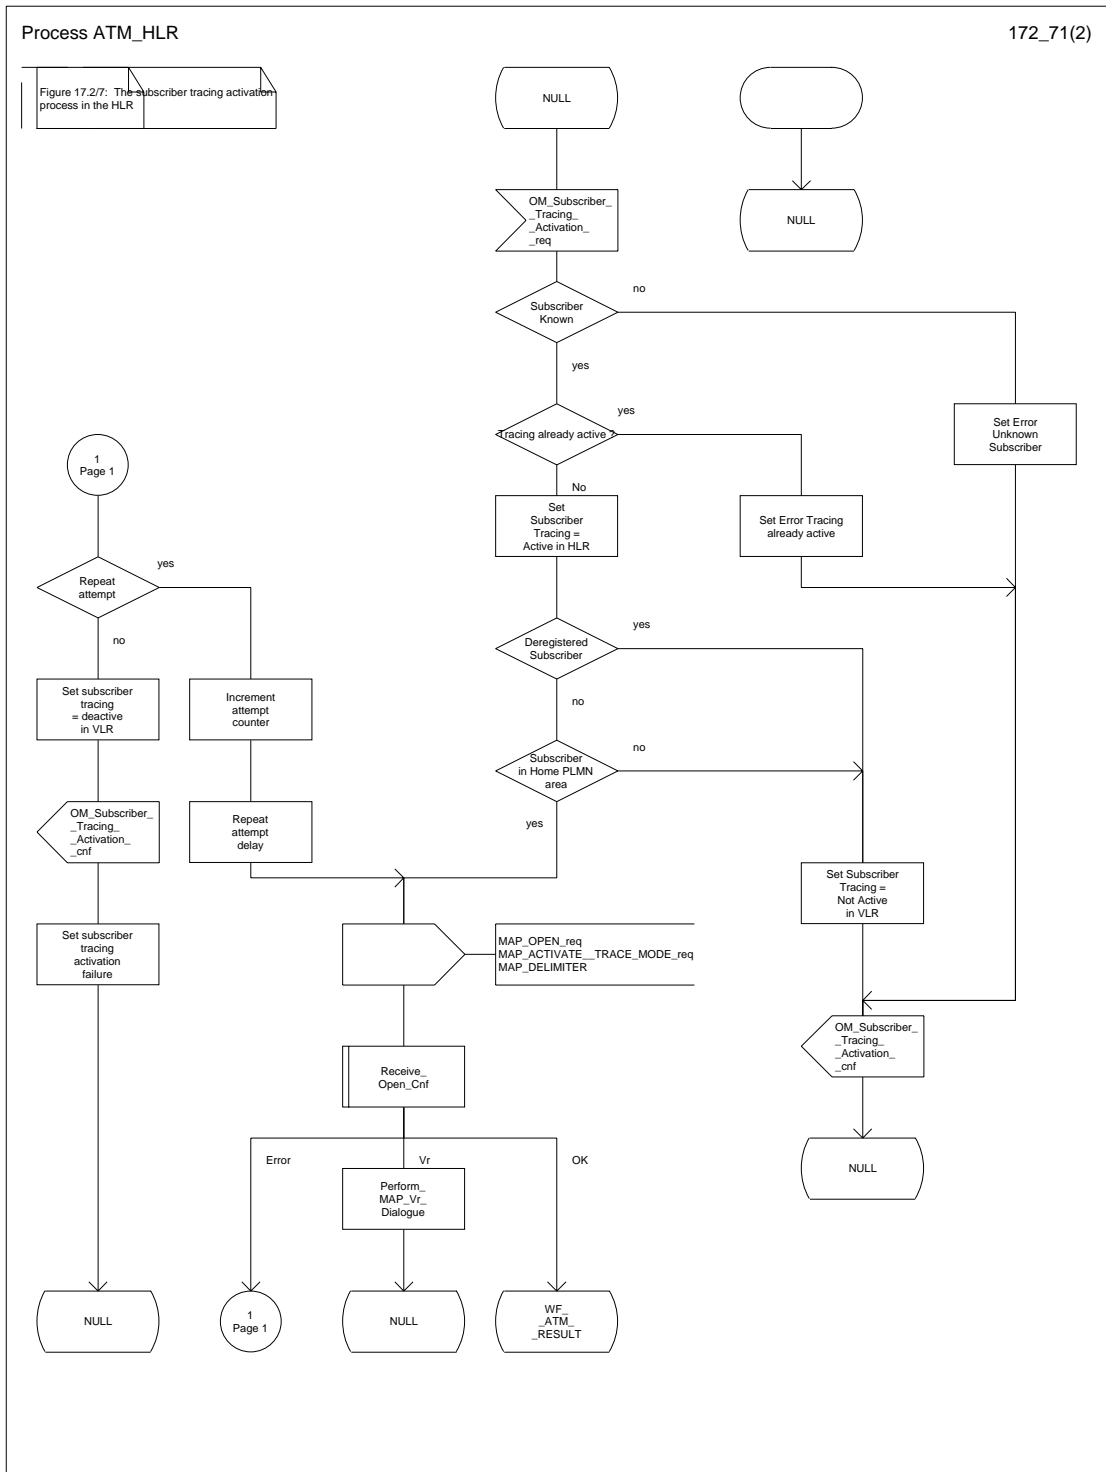 Process ATM_HLR
172_71(2)
Figure 17.2/7: The subscriber tracing activation
process in the HLR
NULL
OM_Subscriber_
_Tracing_
_Activation_
_req
NULL
Subscriber
Known
no
yes
Tracing already active ?
yes
Set Error
Unknown
Subscriber
1
Page 1
No
Set
Subscriber
Tracing =
Active in HLR
Set Error Tracing
already active
Repeat
attempt
yes
no
Deregistered
Subscriber
yes
no
Set subscriber
tracing
= deactive
in VLR
Increment
attempt
counter
Subscriber
in Home PLMN
area
no
yes
OM_Subscriber_
_Tracing_
_Activation_
_cnf
Repeat
attempt
delay
Set Subscriber
Tracing =
Not Active
in VLR
Set subscriber
tracing
activation
failure
MAP_OPEN_req
MAP_ACTIVATE__TRACE_MODE_req
MAP_DELIMITER
OM_Subscriber_
_Tracing_
_Activation_
_cnf
Receive_
Open_Cnf
Error
Vr
OK
NULL
Perform_
MAP_Vr_
Dialogue
NULL
1
Page 1
NULL
WF_
_ATM_
_RESULT